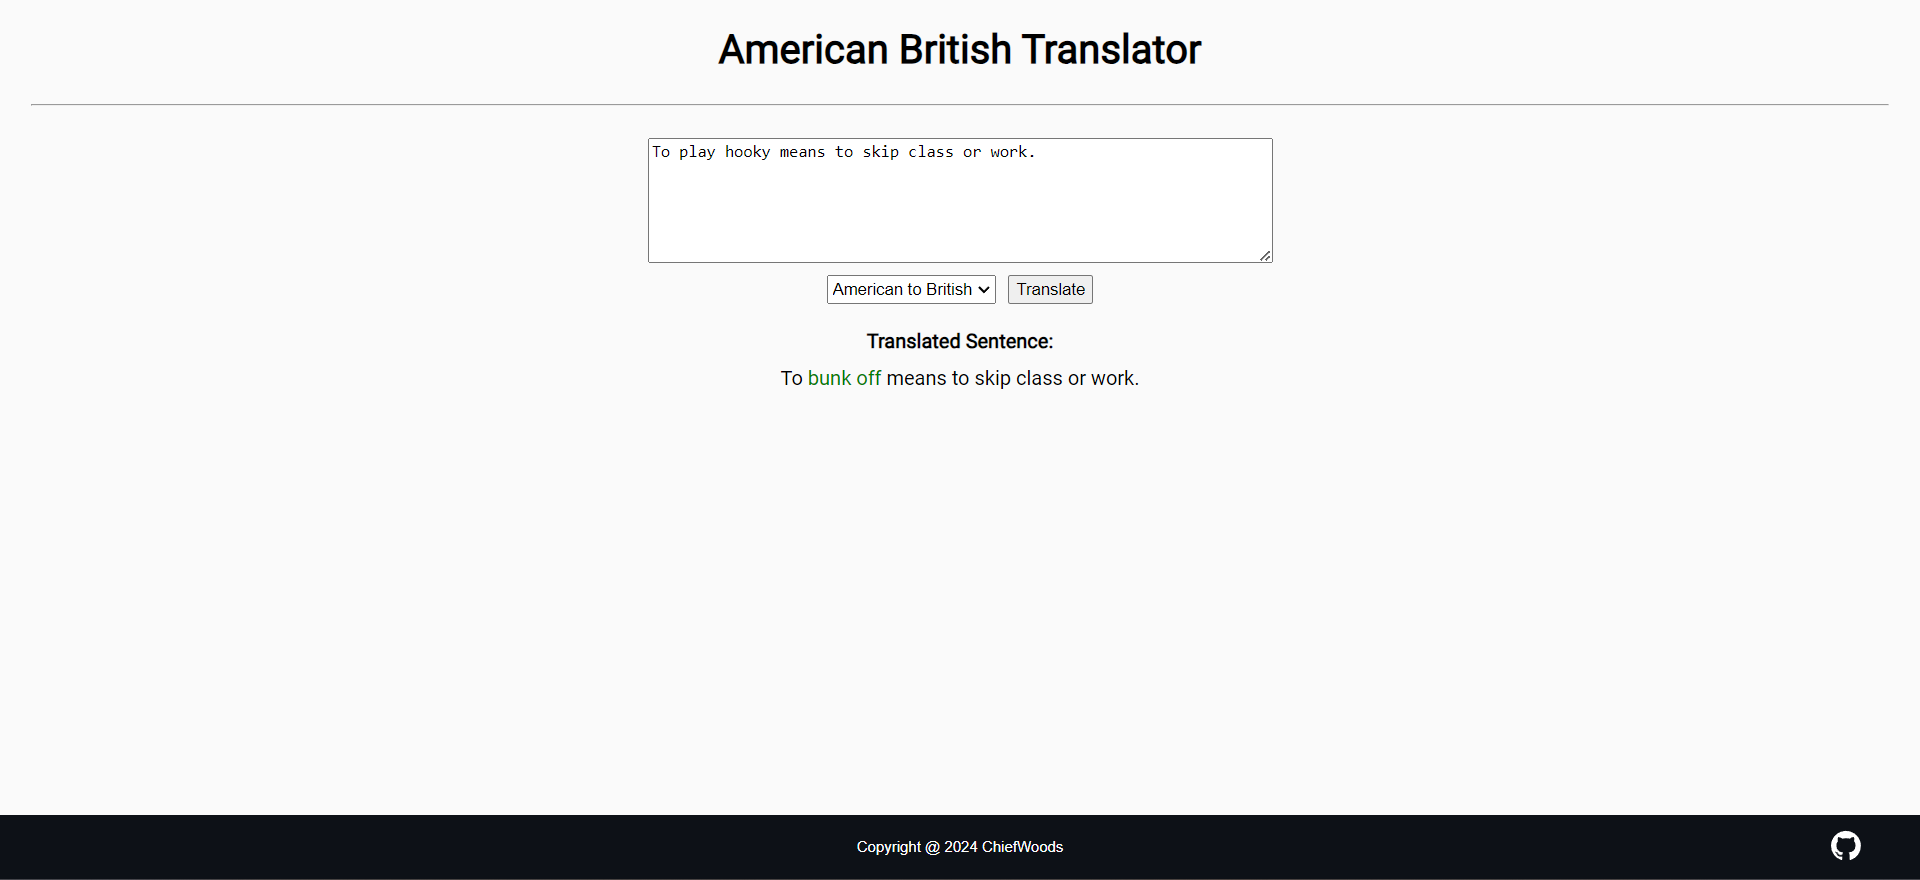 American British Translator
To play hooky means to skip class or work.
American to British Translate
Translated Sentence:
To bunk off means to skip class or work.
Copyright @ 2024 ChiefWoods